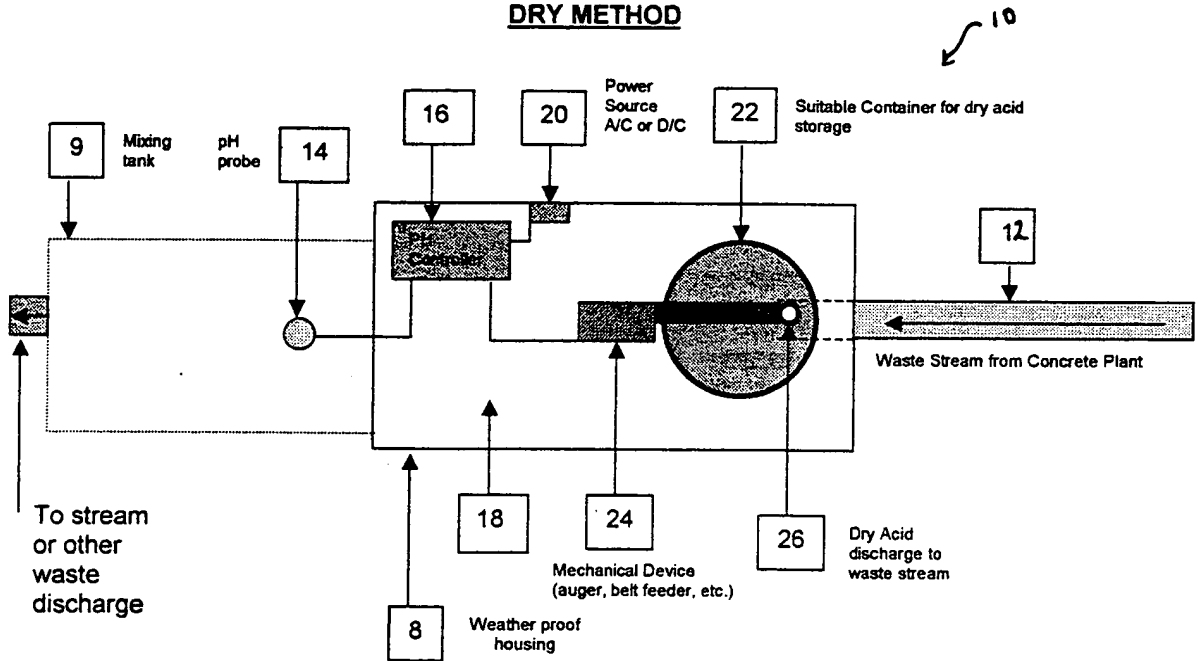 DRY METHOD
10
9
Mixing
tank
pH
probe
14
16
20
Power
Source
A/C or D/C
22
Suitable Container for dry acid
storage
12
PH
Controller
Waste Stream from Concrete Plant
To stream
or other
waste
discharge
18
24
Mechanical Device
(auger, belt feeder, etc.)
26
Dry Acid
discharge to
waste stream
8
Weather proof
housing